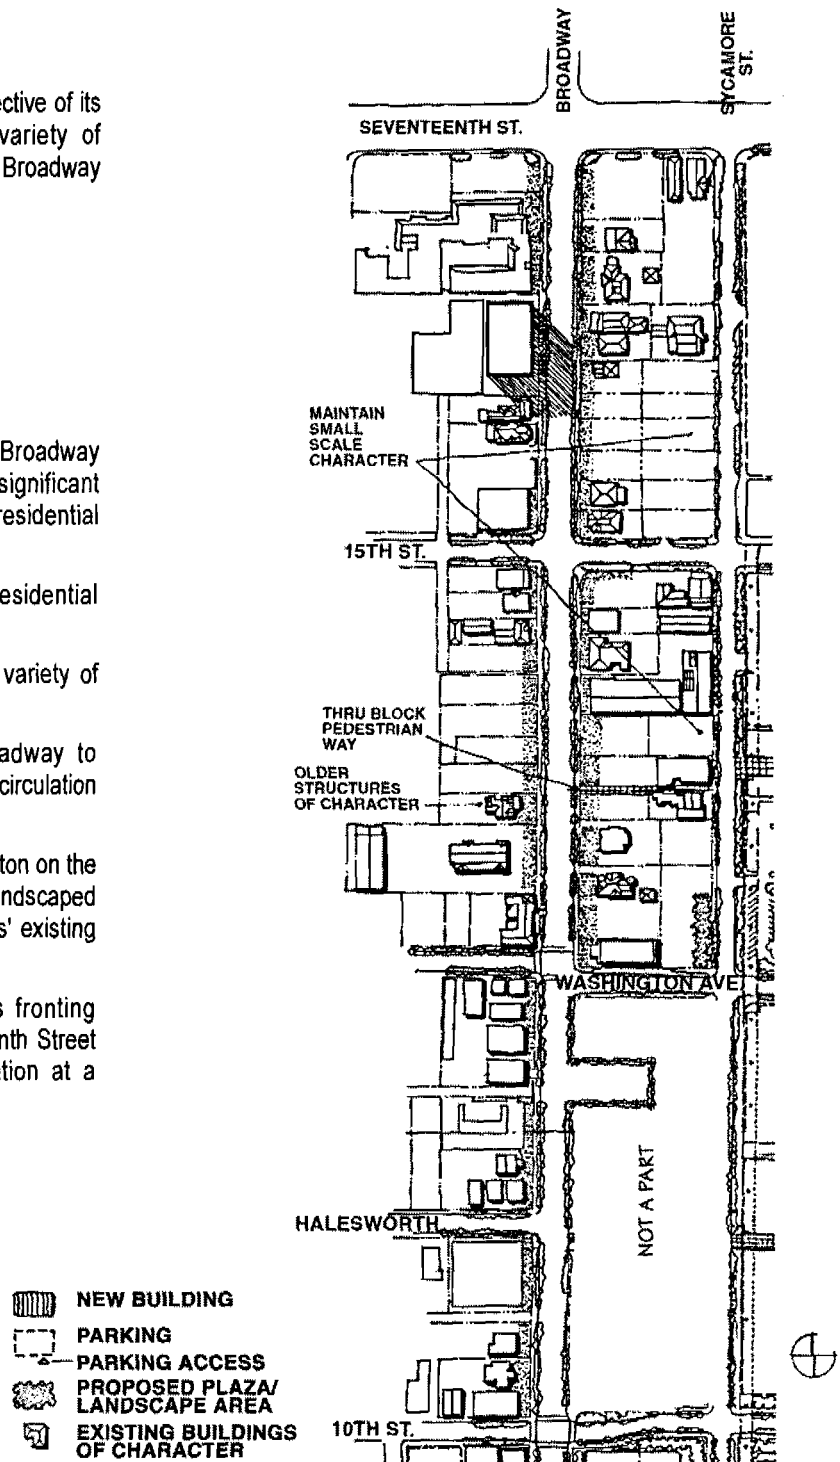 ective of its
variety of
Broadway
Broadway
significant
residential
esidential
variety of
adway to
circulation
ton on the
ndscaped
s' existing
s fronting
nth Street
tion at a
BROADWAY
SYCAMORE
ST.
SEVENTEENTH ST.
MAINTAIN
SMALL
SCALE
CHARACTER
15TH ST.
THRU BLOCK
PEDESTRIAN
WAY
OLDER
STRUCTURES
OF CHARACTER
WASHINGTON AVE.
NOT A PART
HALESWORTH
10TH ST.
NEW BUILDING
PARKING
PARKING ACCESS
PROPOSED PLAZA/
LANDSCAPE AREA
EXISTING BUILDINGS
OF CHARACTER